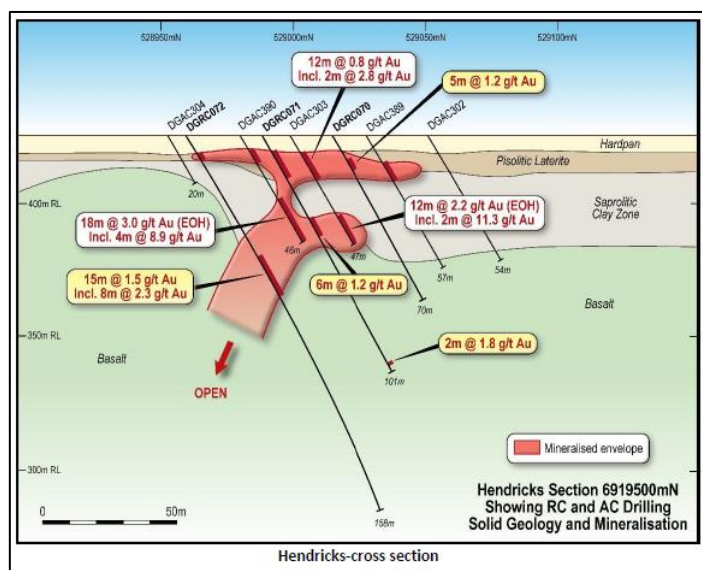 528950mN
529000mN
529050mN
529100mN
12m @ 0.8 g/t Au
Incl. 2m @ 2.8 g/t Au
5m @ 1.2 g/t Au
DGAC304
DGRC072
DGAC390
DGRC071
DGAC303
DGRC070
DGAC389
DGAC302
Hardpan
Pisolitic Laterite
Saprolitic
Clay Zone
400m RL
20m
18m @ 3.0 g/t Au (EOH)
Incl. 4m @ 8.9 g/t Au
12m @ 2.2 g/t Au (EOH)
Incl. 2m @ 11.3 g/t Au
46m
47m
57m
54m
15m @ 1.5 g/t Au
Incl. 8m @ 2.3 g/t Au
6m @ 1.2 g/t Au
70m
Basalt
350m RL
2m @ 1.8 g/t Au
Basalt
101m
OPEN
Mineralised envelope
300m RL
Hendricks Section 6919500mN
Showing RC and AC Drilling
Solid Geology and Mineralisation
0
50m
158m
Hendricks-cross section